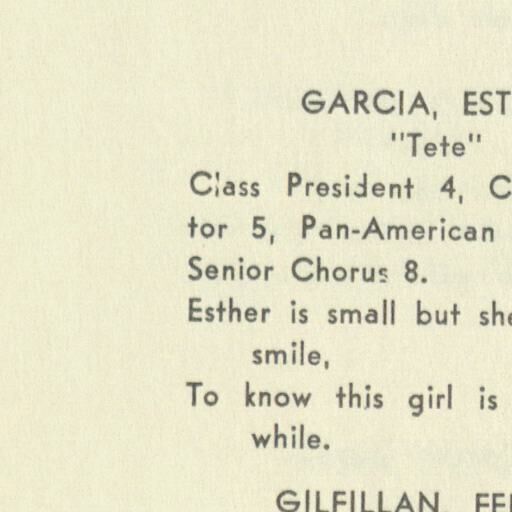 GARCIA, EST
"Tete"
Class President 4, C
tor 5, Pan-American
Senior Chorus 8.
Esther is small but she
smile,
To know this girl is
while.
GILFILLAN, FE